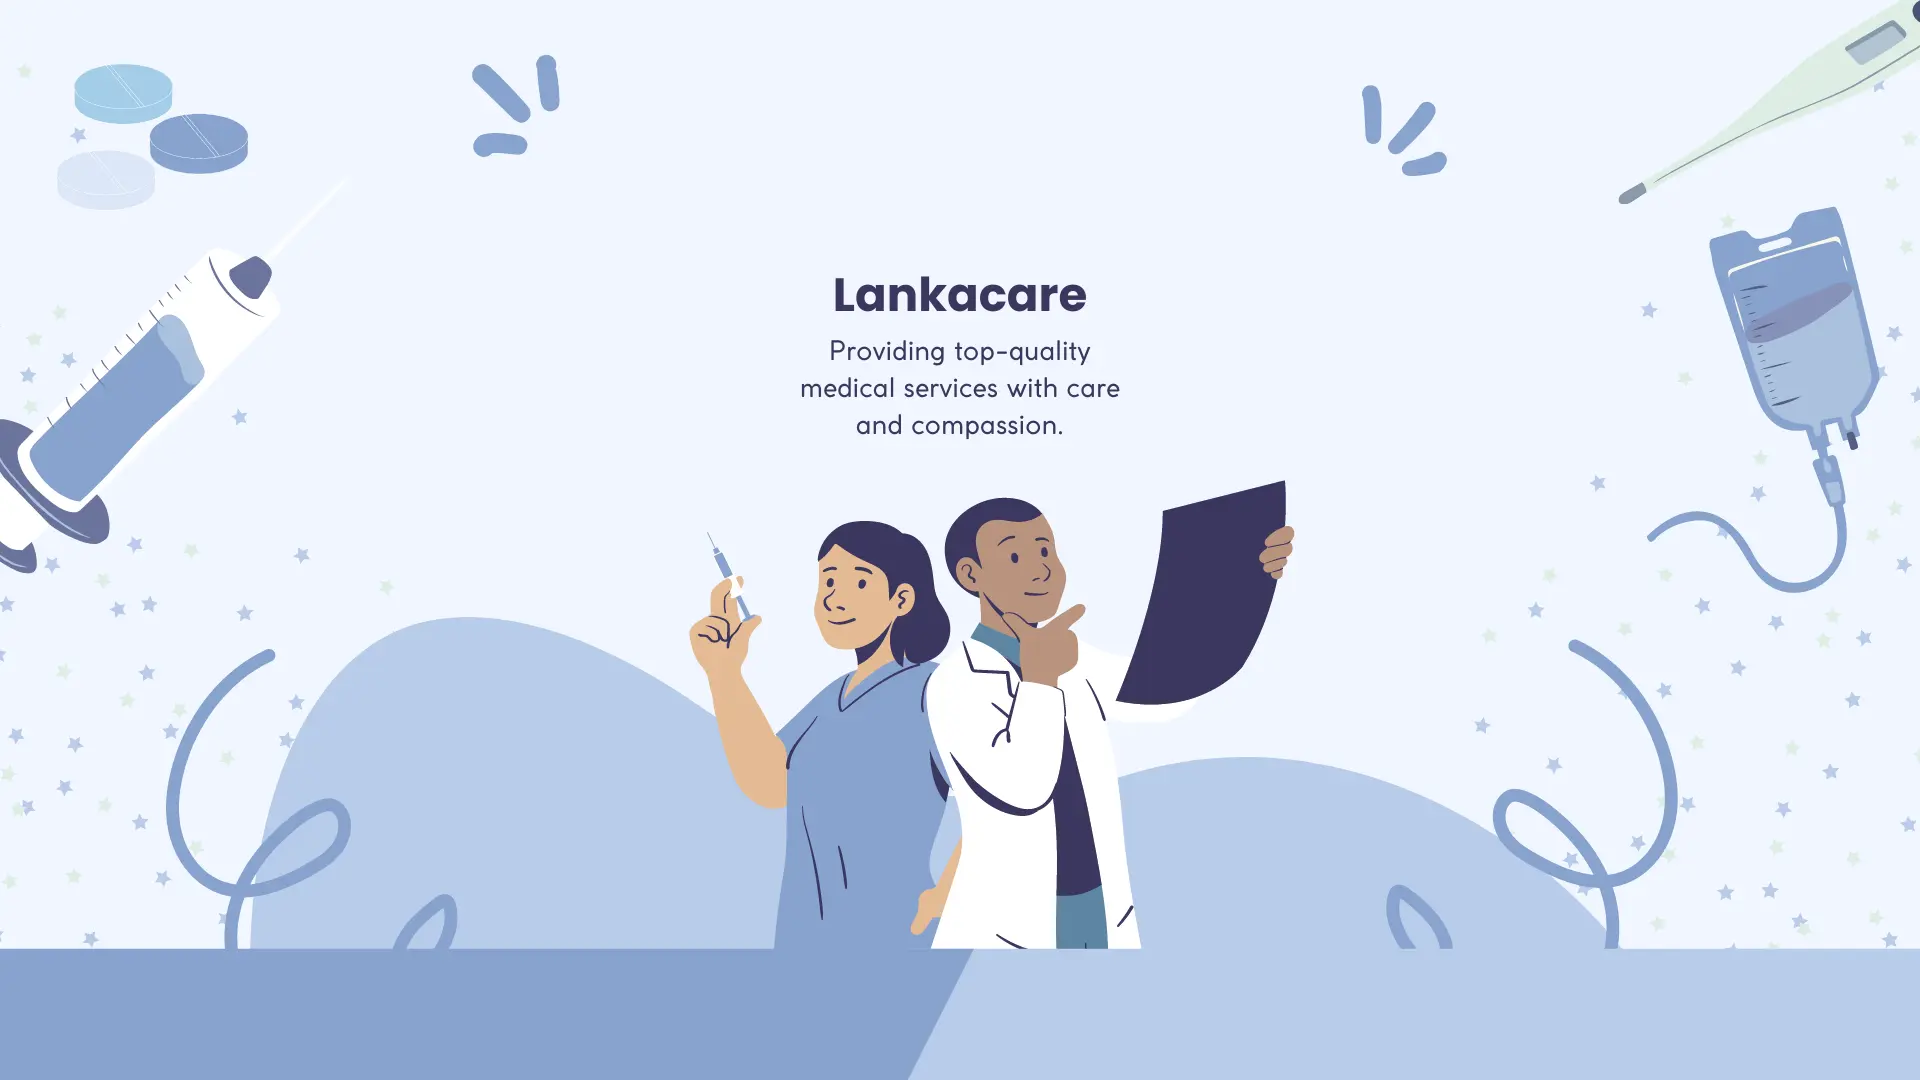 Lankacare
Providing top-quality
medical services with care
and compassion.